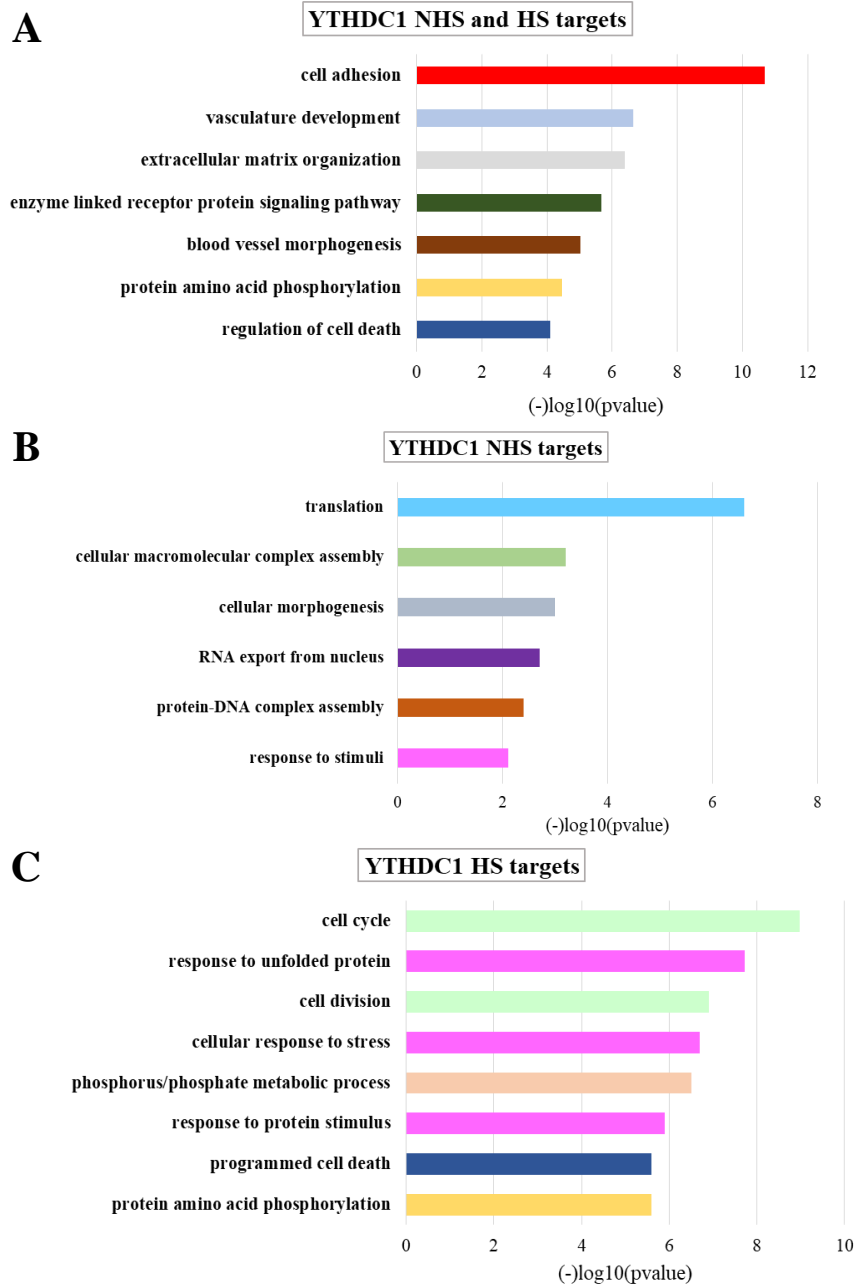 A
YTHDC1 NHS and HS targets
cell adhesion
vasculature development
extracellular matrix organization
enzyme linked receptor protein signaling pathway
blood vessel morphogenesis
protein amino acid phosphorylation
regulation of cell death
0 2 4 6 8 10 12
(-)log10(pvalue)
B
YTHDC1 NHS targets
translation
cellular macromolecular complex assembly
cellular morphogenesis
RNA export from nucleus
protein-DNA complex assembly
response to stimuli
0 2 4 6 8
(-)log10(pvalue)
C
YTHDC1 HS targets
cell cycle
response to unfolded protein
cell division
cellular response to stress
phosphorus/phosphate metabolic process
response to protein stimulus
programmed cell death
protein amino acid phosphorylation
0 2 4 6 8 10
(-)log10(pvalue)